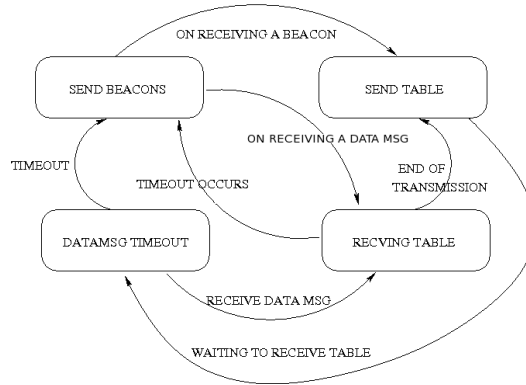 ON RECEIVING A BEACON
SEND BEACONS
SEND TABLE
ON RECEIVING A DATA MSG
TIMEOUT
TIMEOUT OCCURS
END OF
TRANSMISSION
DATAMSG TIMEOUT
RECVING TABLE
RECEIVE DATA MSG
WAITING TO RECEIVE TABLE